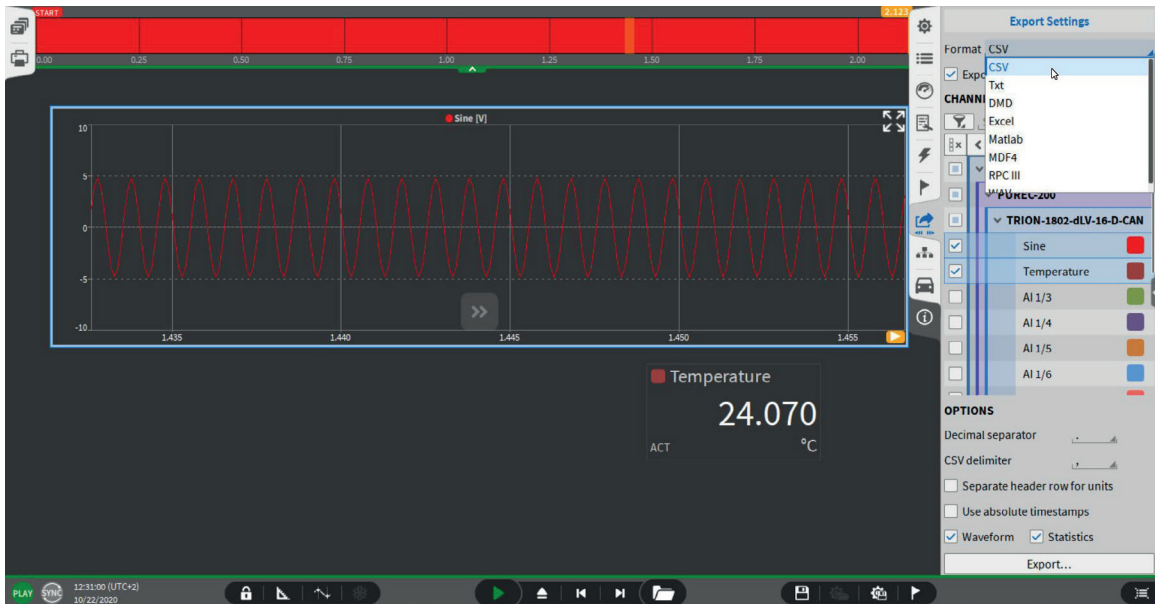 START
2.123
0.00 0.25 0.50 0.75 1.00 1.25 1.50 1.75 2.00
Sine [V]
10
5
0
-5
-10
1.435 1.440 1.445 1.450 1.455
Temperature
24.070
ACT °C
Export Settings
Format CSV
CSV
Txt
DMD
Excel
Matlab
MDF4
RPC III
WAV
Expo
CHANN
PUREC-200
TRION-1802-dLV-16-D-CAN
Sine
Temperature
AI 1/3
AI 1/4
AI 1/5
AI 1/6
OPTIONS
Decimal separator .
CSV delimiter ,
Separate header row for units
Use absolute timestamps
Waveform Statistics
Export...
PLAY SYNC 12:31:00 (UTC+2)
10/22/2020